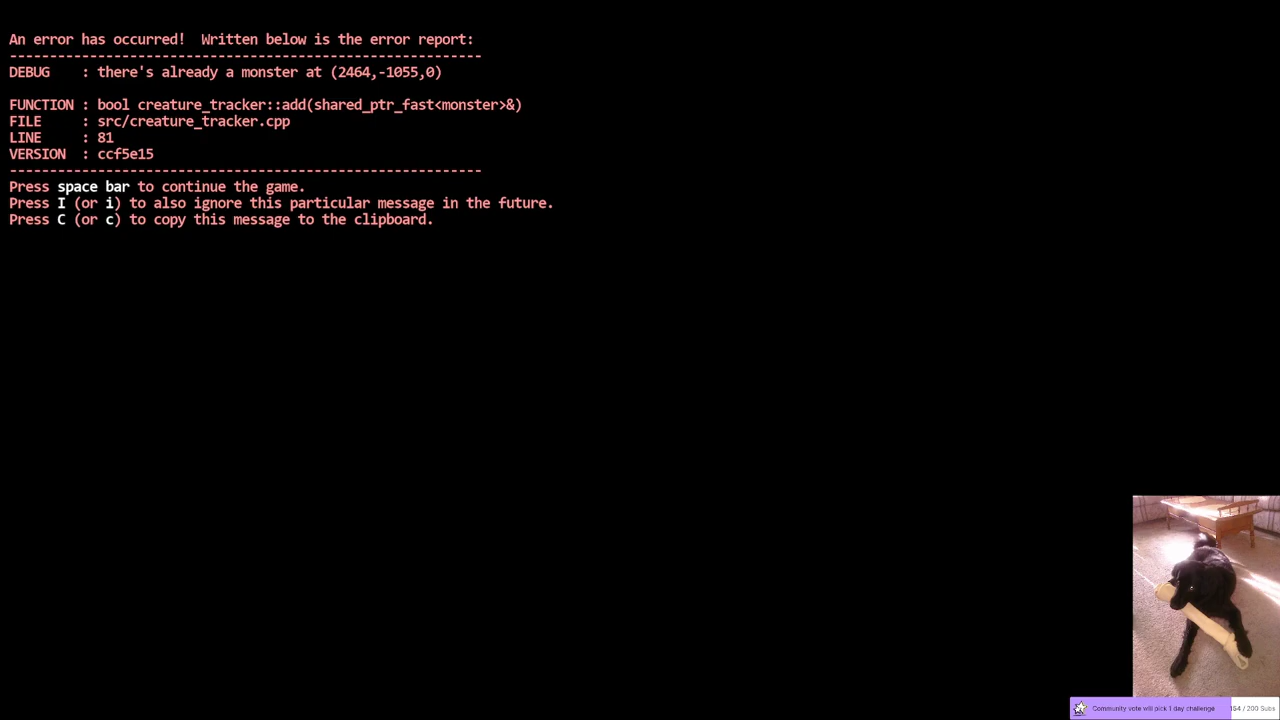 An error has occurred!  Written below is the error report:
-----------------------------------------------------------
DEBUG    : there's already a monster at (2464,-1055,0)
FUNCTION : bool creature_tracker::add(shared_ptr_fast<monster>&)
FILE     : src/creature_tracker.cpp
LINE     : 81
VERSION  : ccf5e15
-----------------------------------------------------------
Press space bar to continue the game.
Press I (or i) to also ignore this particular message in the future.
Press C (or c) to copy this message to the clipboard.
Community vote will pick 1 day challenge 154 / 200 Subs